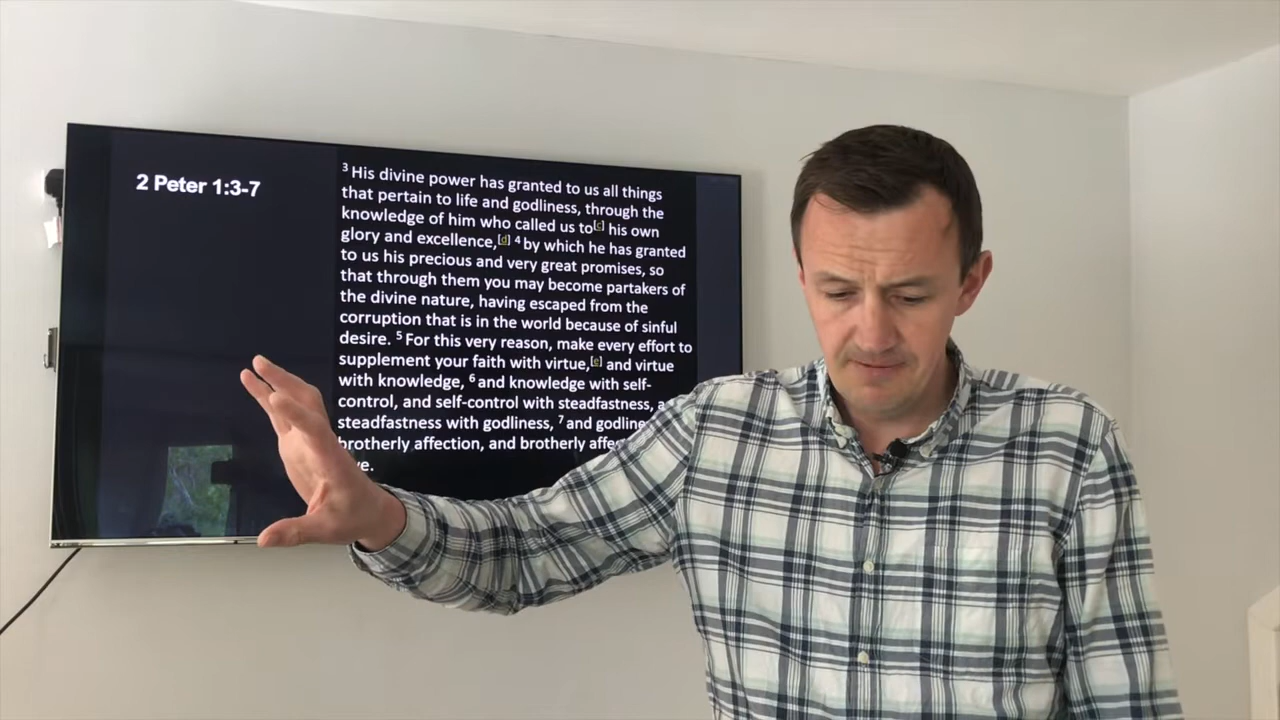 2 Peter 1:3-7
3 His divine power has granted to us all things
that pertain to life and godliness, through the
knowledge of him who called us to[c] his own
glory and excellence,[d] 4 by which he has granted
to us his precious and very great promises, so
that through them you may become partakers of
the divine nature, having escaped from the
corruption that is in the world because of sinful
desire. 5 For this very reason, make every effort to
supplement your faith with virtue,[e] and virtue
with knowledge, 6 and knowledge with self-
control, and self-control with steadfastness, a
steadfastness with godliness, 7 and godline
brotherly affection, and brotherly affe
ve.